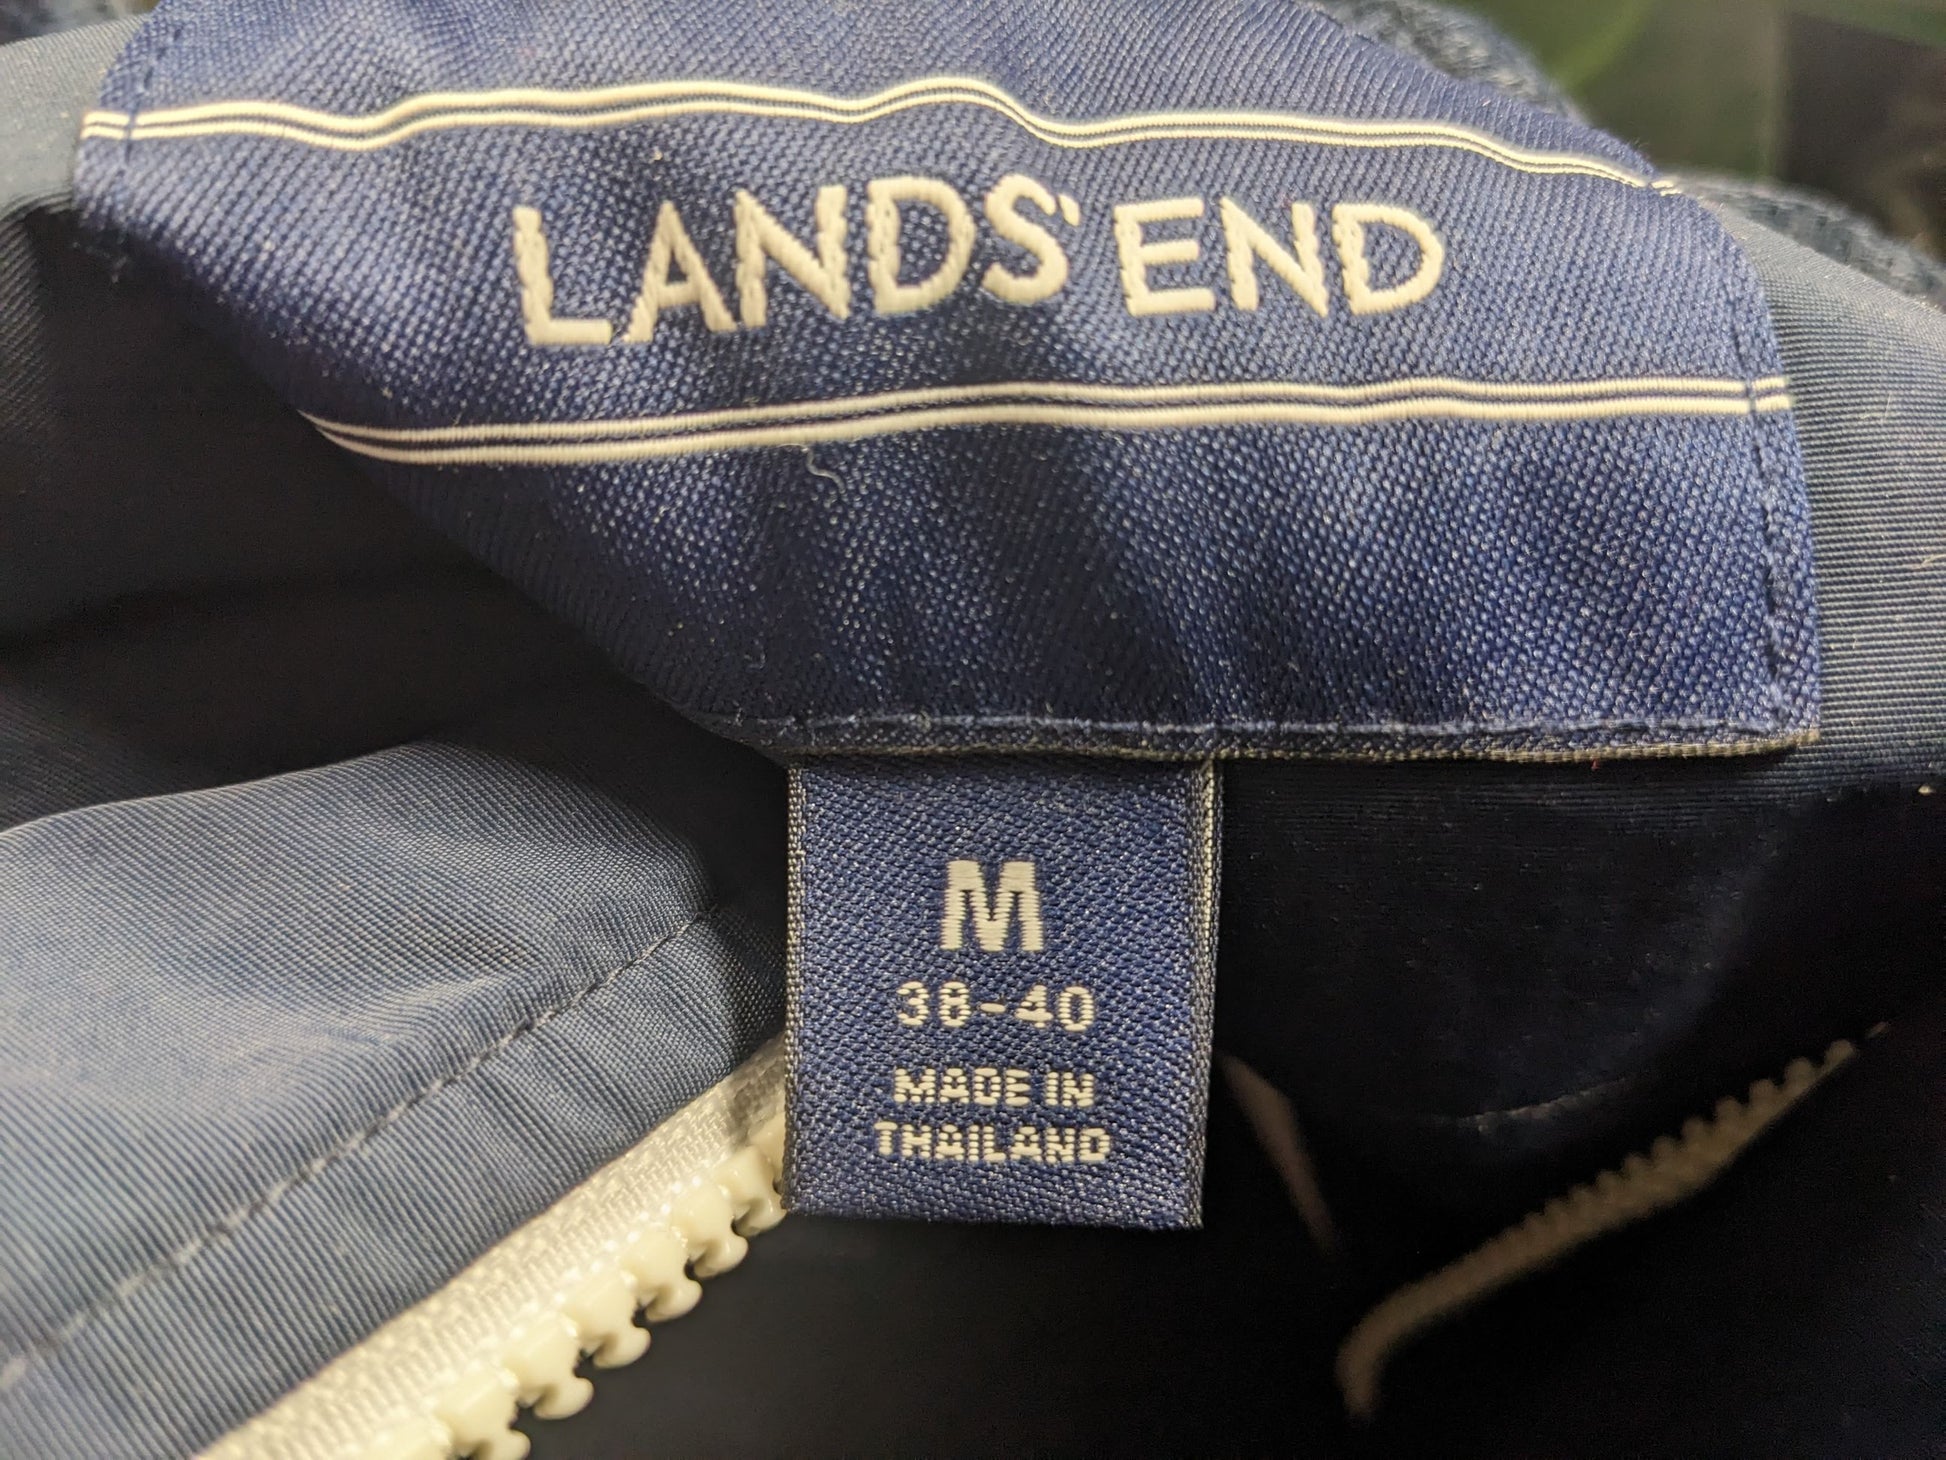 LANDS' END
M
38-40
MADE IN
THAILAND